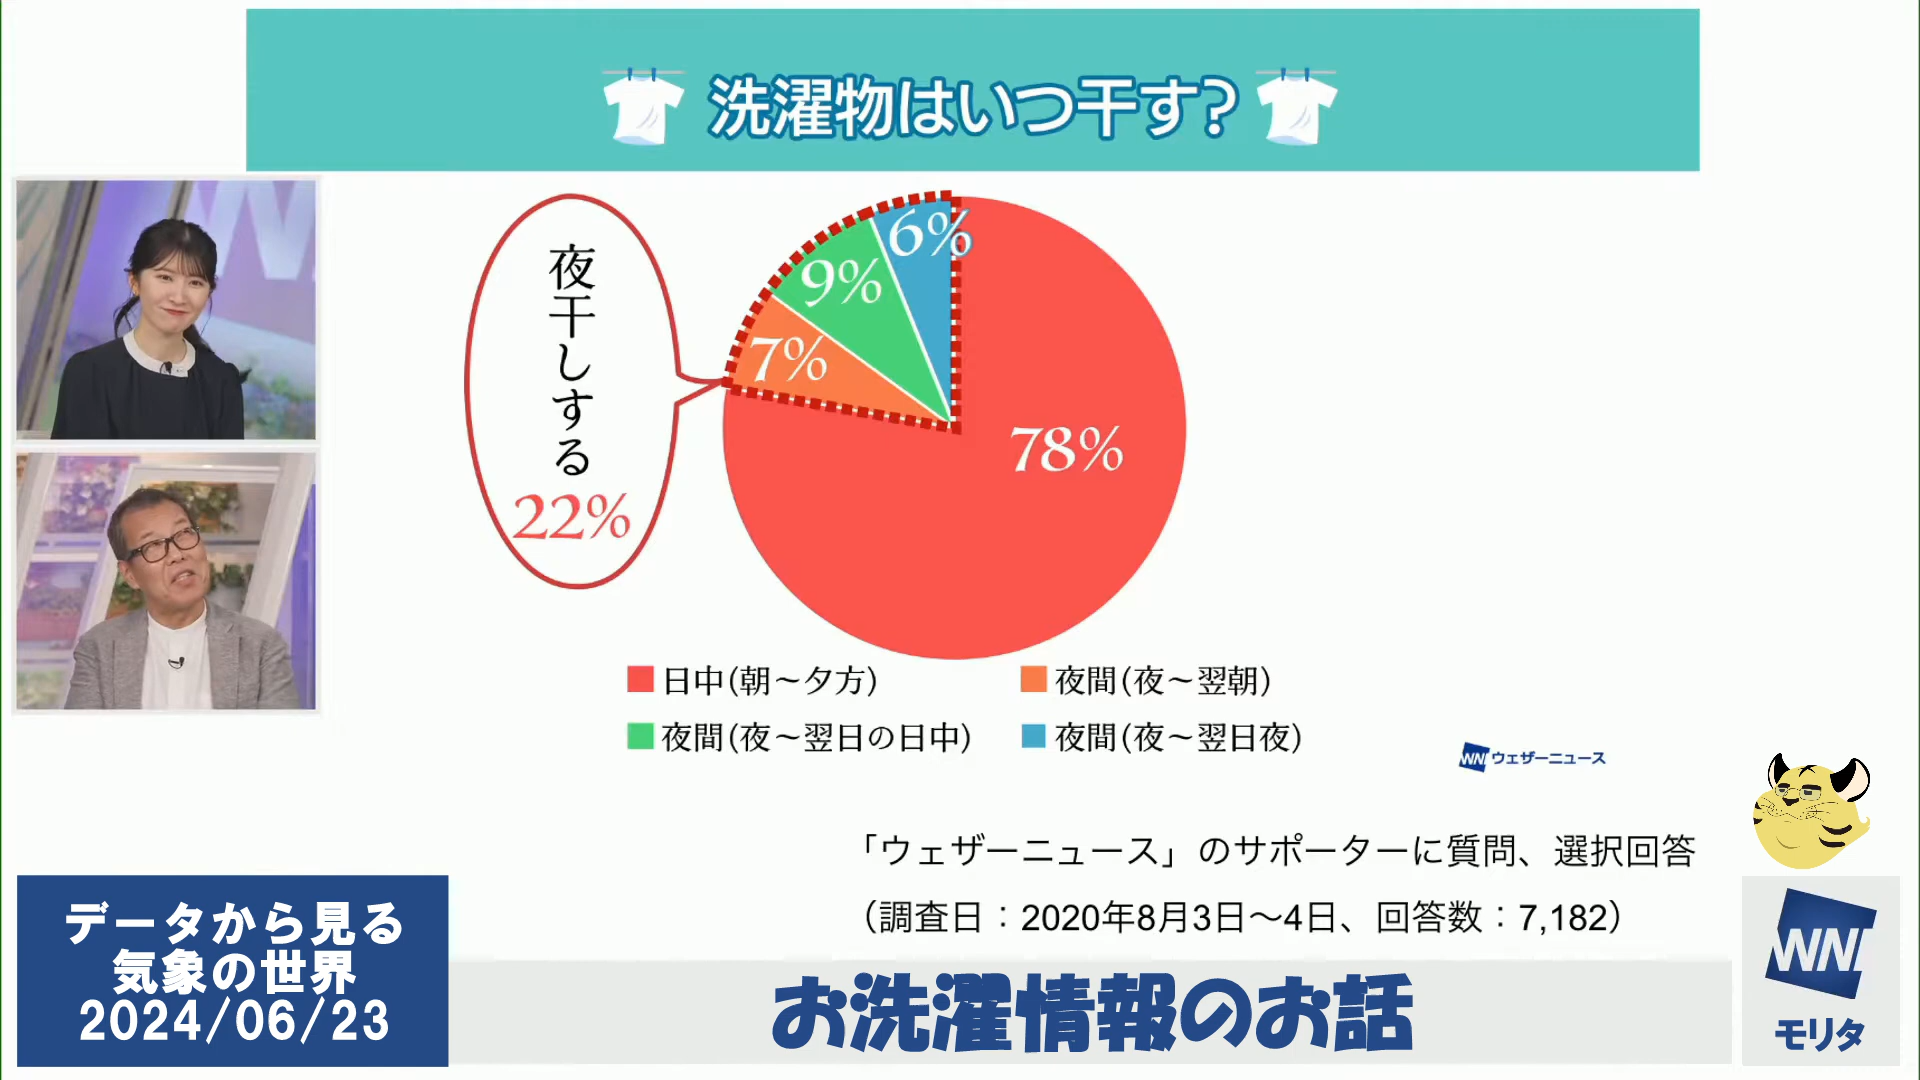 洗濯物はいつ干す?
夜干しする
22%
6%
9%
7%
78%
日中(朝～夕方)
夜間(夜～翌朝)
夜間(夜～翌日の日中)
夜間(夜～翌日夜)
WNI ウェザーニュース
「ウェザーニュース」のサポーターに質問、選択回答
（調査日：2020年8月3日～4日、回答数：7,182）
データから見る
気象の世界
2024/06/23
お洗濯情報のお話
WNI
モリタ